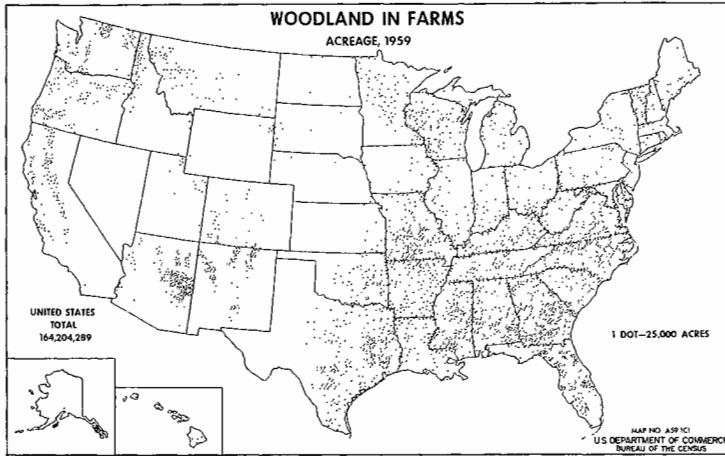 WOODLAND IN FARMS
ACREAGE, 1959
UNITED STATES
TOTAL
164,204,289
1 DOT—25,000 ACRES
MAP NO. A59 1C1
U.S. DEPARTMENT OF COMMERCE
BUREAU OF THE CENSUS